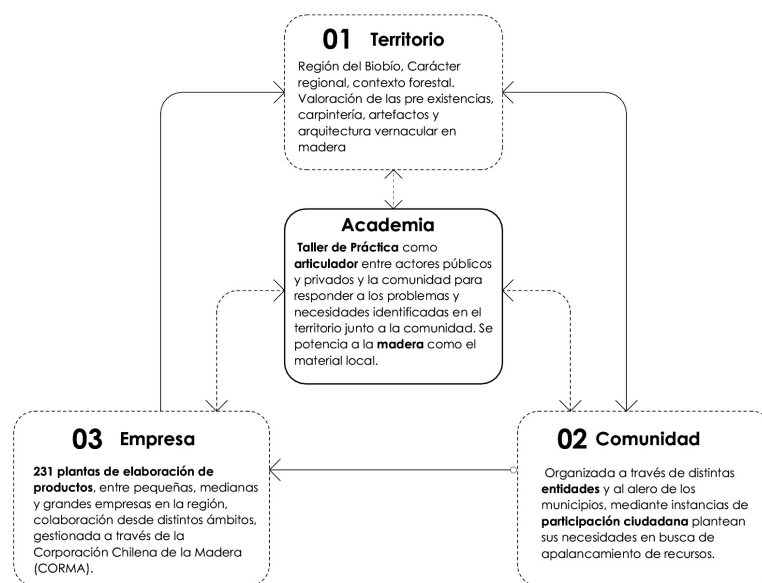 01 Territorio
Región del Biobío, Carácter
regional, contexto forestal.
Valoración de las pre existencias,
carpintería, artefactos y
arquitectura vernacular en
madera
Academia
Taller de Práctica como
articulador entre actores públicos
y privados y la comunidad para
responder a los problemas y
necesidades identificadas en el
territorio junto a la comunidad. Se
potencia a la madera como el
material local.
03 Empresa
231 plantas de elaboración de
productos, entre pequeñas, medianas
y grandes empresas en la región,
colaboración desde distintos ámbitos,
gestionada a través de la
Corporación Chilena de la Madera
(CORMA).
02 Comunidad
Organizada a través de distintas
entidades y al alero de los
municipios, mediante instancias de
participación ciudadana plantean
sus necesidades en busca de
apalancamiento de recursos.